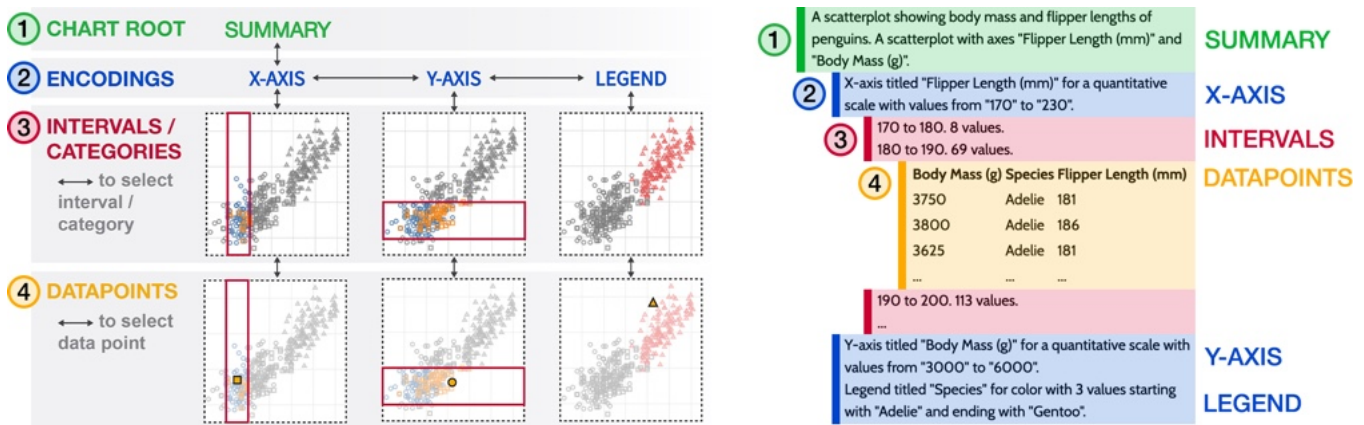 1 CHART ROOT SUMMARY
2 ENCODINGS X-AXIS Y-AXIS LEGEND
3 INTERVALS /
CATEGORIES
to select
interval /
category
4 DATAPOINTS
to select
data point
1
A scatterplot showing body mass and flipper lengths of
penguins. A scatterplot with axes "Flipper Length (mm)" and
"Body Mass (g)".
SUMMARY
2
X-axis titled "Flipper Length (mm)" for a quantitative
scale with values from "170" to "230".
X-AXIS
3
170 to 180. 8 values.
180 to 190. 69 values.
INTERVALS
4
Body Mass (g) Species Flipper Length (mm)
3750 Adelie 181
3800 Adelie 186
3625 Adelie 181
... ... ...
DATAPOINTS
190 to 200. 113 values.
...
Y-axis titled "Body Mass (g)" for a quantitative scale with
values from "3000" to "6000".
Y-AXIS
Legend titled "Species" for color with 3 values starting
with "Adelie" and ending with "Gentoo".
LEGEND